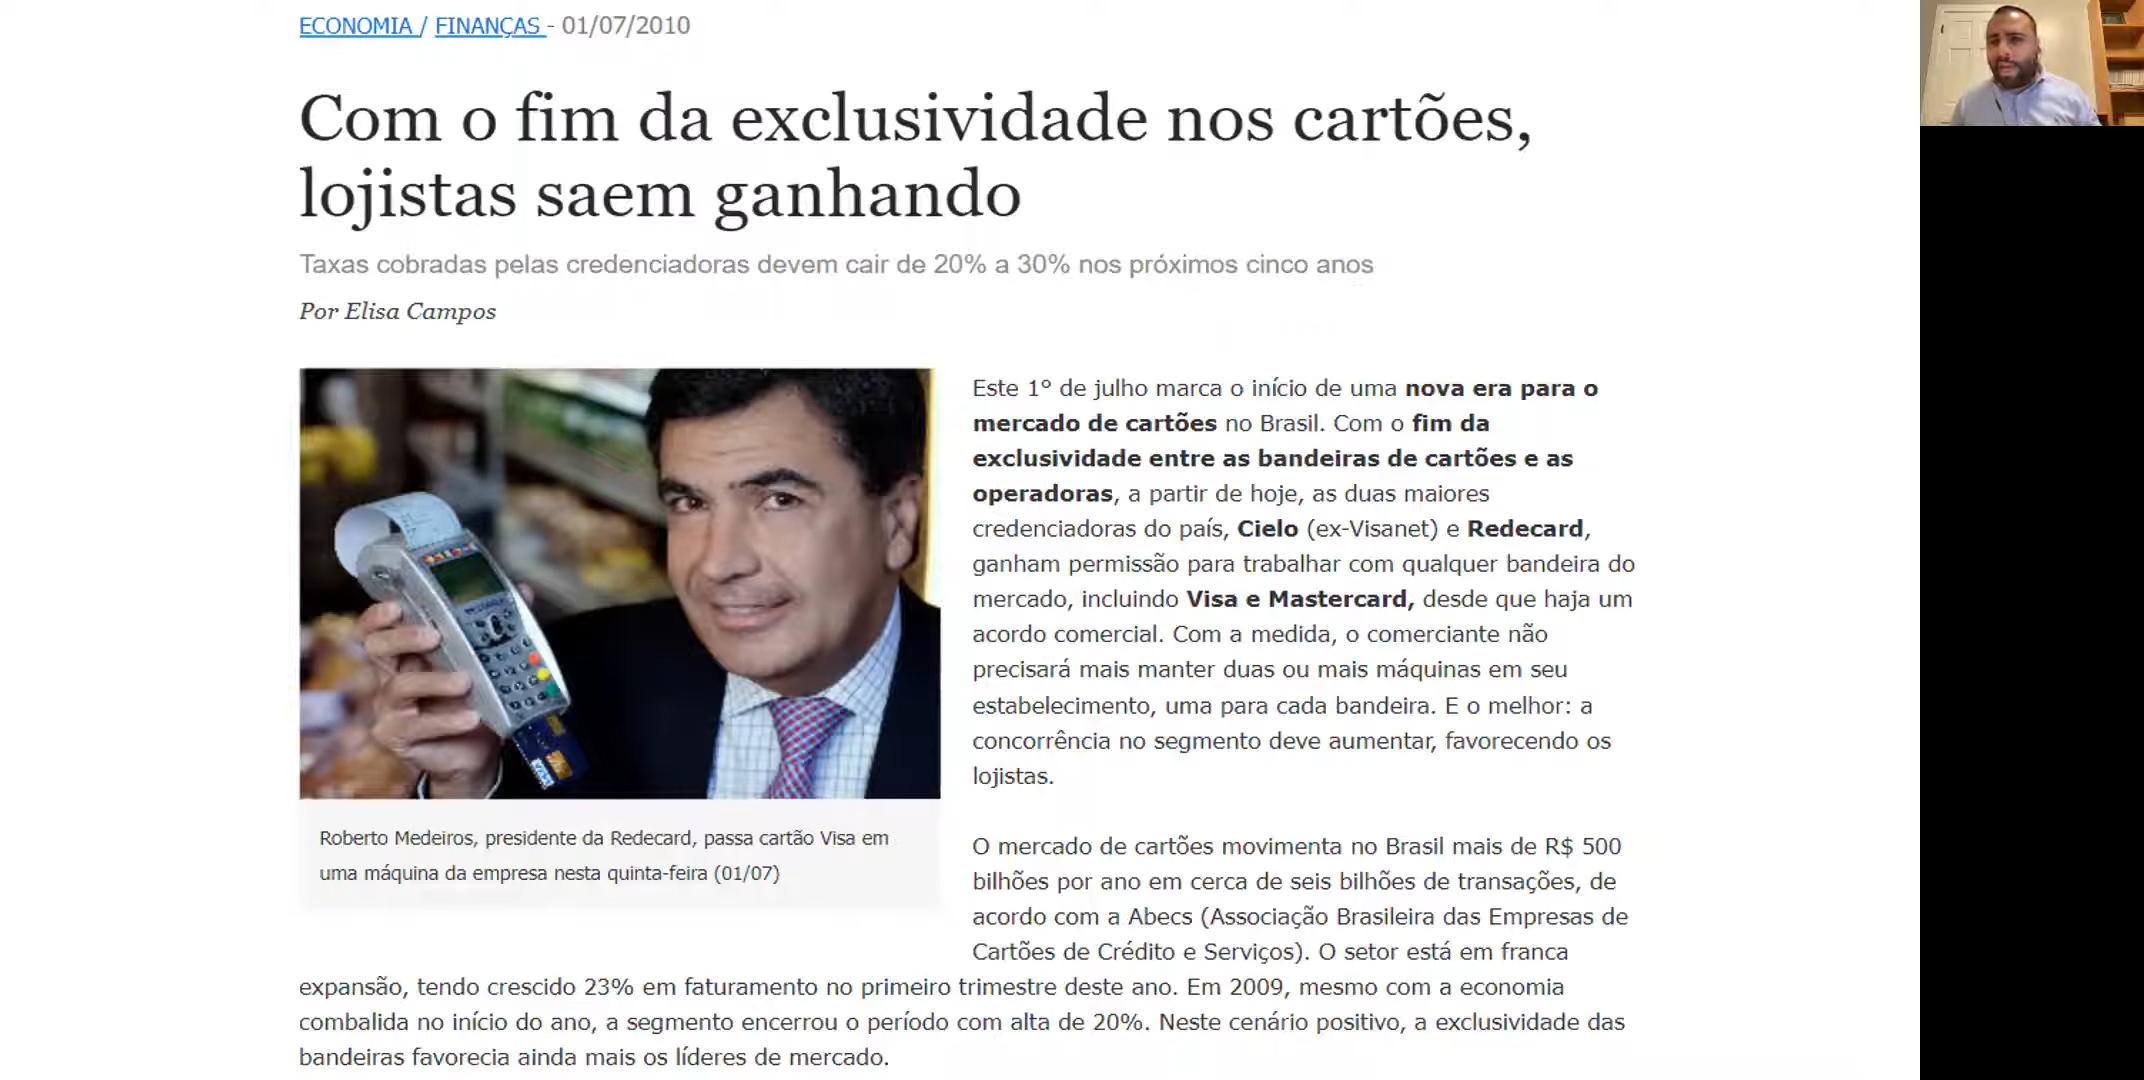 ECONOMIA / FINANÇAS - 01/07/2010
Com o fim da exclusividade nos cartões,
lojistas saem ganhando
Taxas cobradas pelas credenciadoras devem cair de 20% a 30% nos próximos cinco anos
Por Elisa Campos
Roberto Medeiros, presidente da Redecard, passa cartão Visa em
uma máquina da empresa nesta quinta-feira (01/07)
Este 1º de julho marca o início de uma nova era para o
mercado de cartões no Brasil. Com o fim da
exclusividade entre as bandeiras de cartões e as
operadoras, a partir de hoje, as duas maiores
credenciadoras do país, Cielo (ex-Visanet) e Redecard,
ganham permissão para trabalhar com qualquer bandeira do
mercado, incluindo Visa e Mastercard, desde que haja um
acordo comercial. Com a medida, o comerciante não
precisará mais manter duas ou mais máquinas em seu
estabelecimento, uma para cada bandeira. E o melhor: a
concorrência no segmento deve aumentar, favorecendo os
lojistas.
O mercado de cartões movimenta no Brasil mais de R$ 500
bilhões por ano em cerca de seis bilhões de transações, de
acordo com a Abecs (Associação Brasileira das Empresas de
Cartões de Crédito e Serviços). O setor está em franca
expansão, tendo crescido 23% em faturamento no primeiro trimestre deste ano. Em 2009, mesmo com a economia
combalida no início do ano, a segmento encerrou o período com alta de 20%. Neste cenário positivo, a exclusividade das
bandeiras favorecia ainda mais os líderes de mercado.